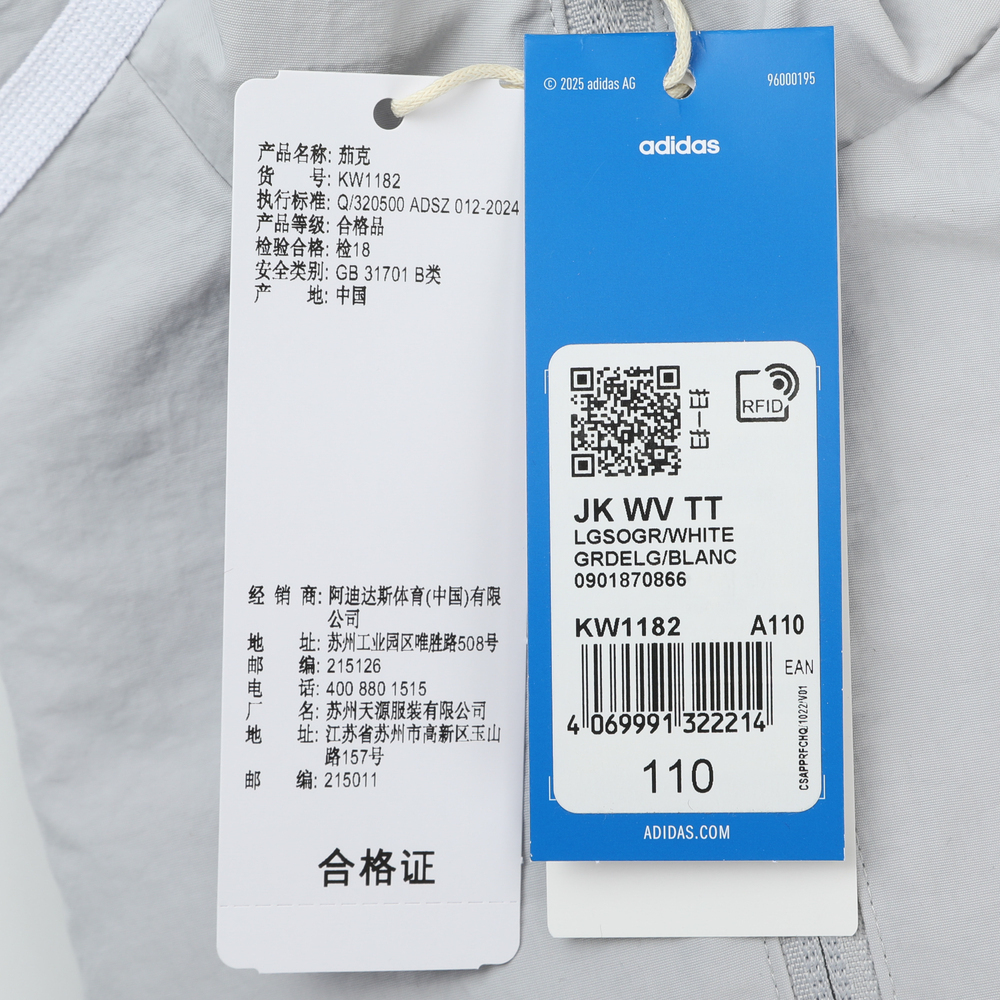 产品名称: 茄克
货 号: KW1182
执行标准: Q/320500 ADSZ 012-2024
产品等级: 合格品
检验合格: 检18
安全类别: GB 31701 B类
产 地: 中国
经 销 商: 阿迪达斯体育(中国)有限
公司
地 址: 苏州工业园区唯胜路508号
邮 编: 215126
电 话: 400 880 1515
厂 名: 苏州天源服装有限公司
地 址: 江苏省苏州市高新区玉山
路157号
邮 编: 215011
合格证
© 2025 adidas AG
96000195
adidas
扫一扫
RFID
JK WV TT
LGSOGR/WHITE
GRDELG/BLANC
0901870866
KW1182 A110
EAN
4 069991 322214
CSAPPRFCHQ/1022/V01
110
ADIDAS.COM